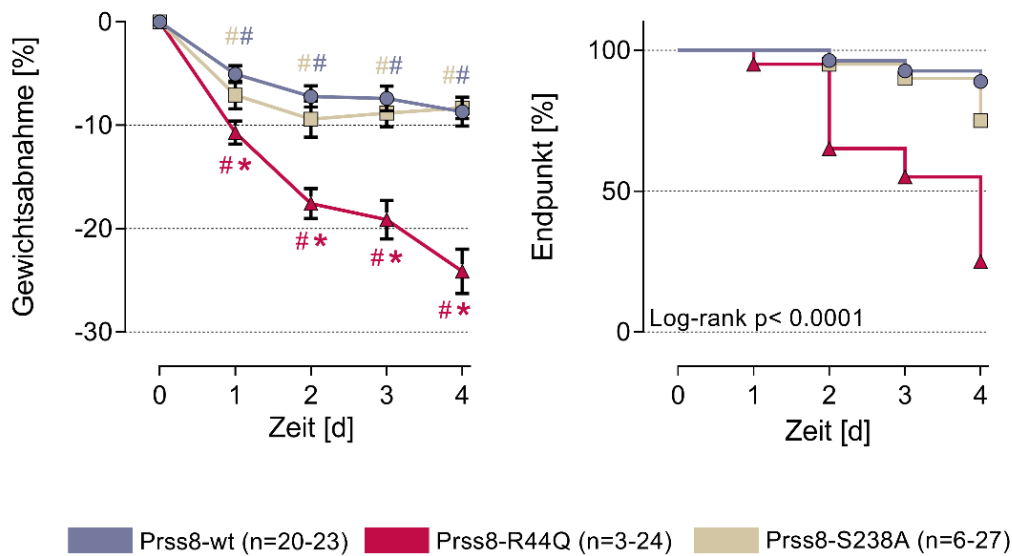 Gewichtsabnahme [%]
0
-10
-20
-30
##
##
##
##
#*
#*
#*
#*
0 1 2 3 4
Zeit [d]
Endpunkt [%]
100
50
0
Log-rank p< 0.0001
0 1 2 3 4
Zeit [d]
Prss8-wt (n=20-23) Prss8-R44Q (n=3-24) Prss8-S238A (n=6-27)